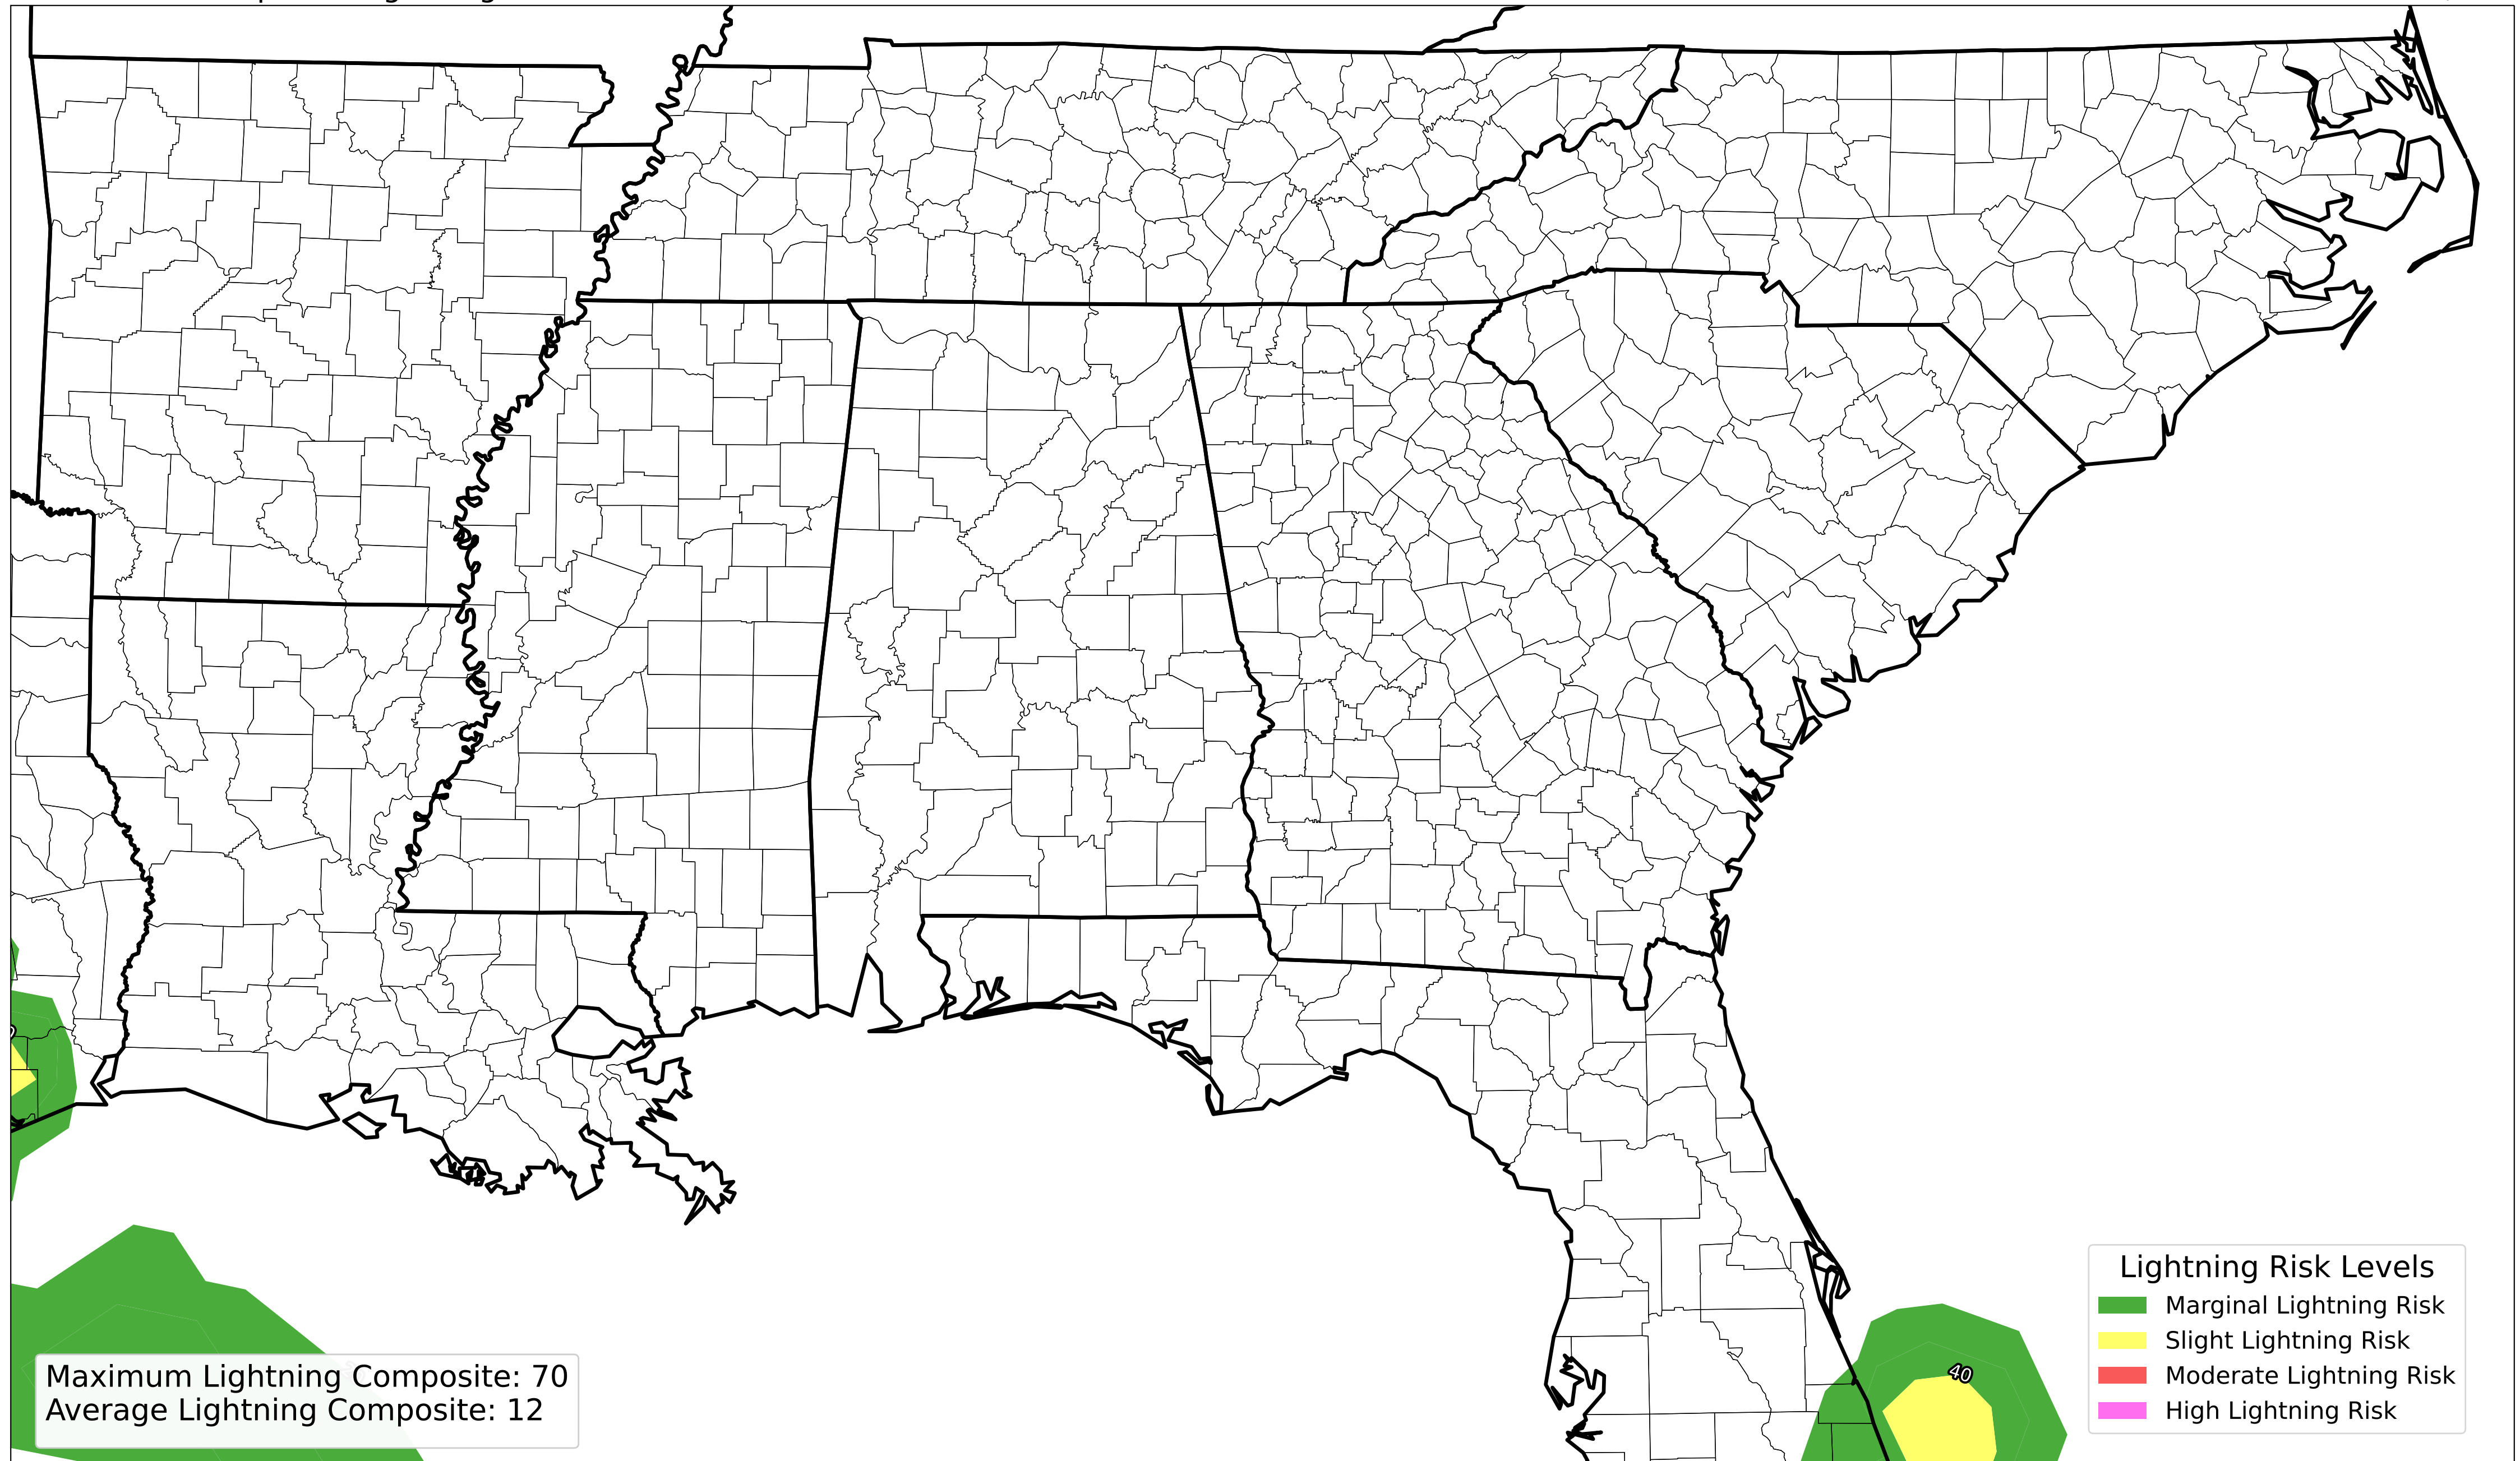 40
Lightning Risk Levels
Marginal Lightning Risk
Slight Lightning Risk
Moderate Lightning Risk
High Lightning Risk
Maximum Lightning Composite: 70
Average Lightning Composite: 12